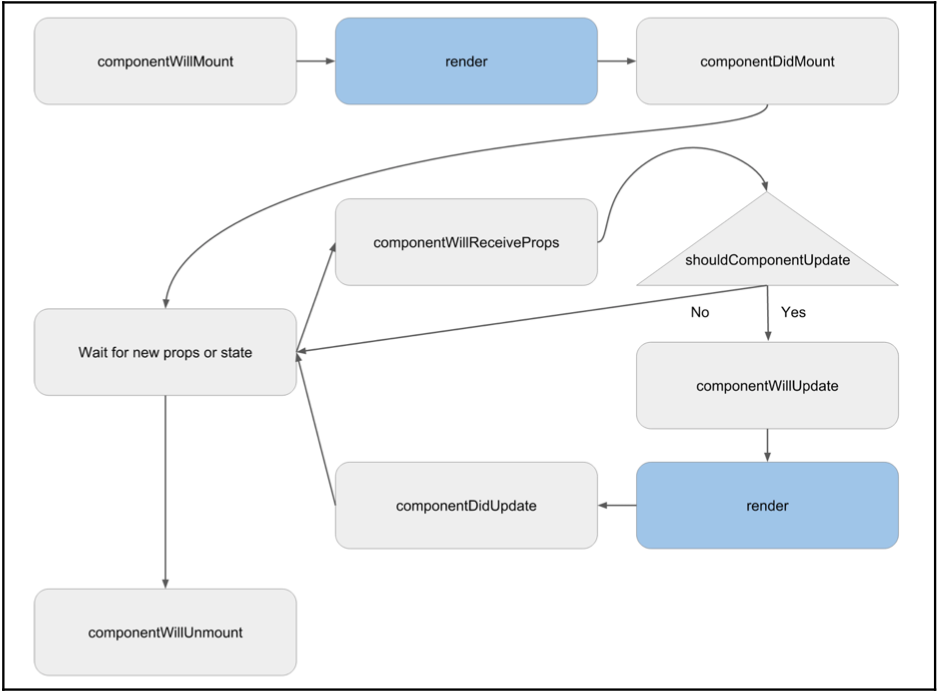 componentWillMount
render
componentDidMount
componentWillReceiveProps
shouldComponentUpdate
No
Yes
Wait for new props or state
componentWillUpdate
componentDidUpdate
render
componentWillUnmount